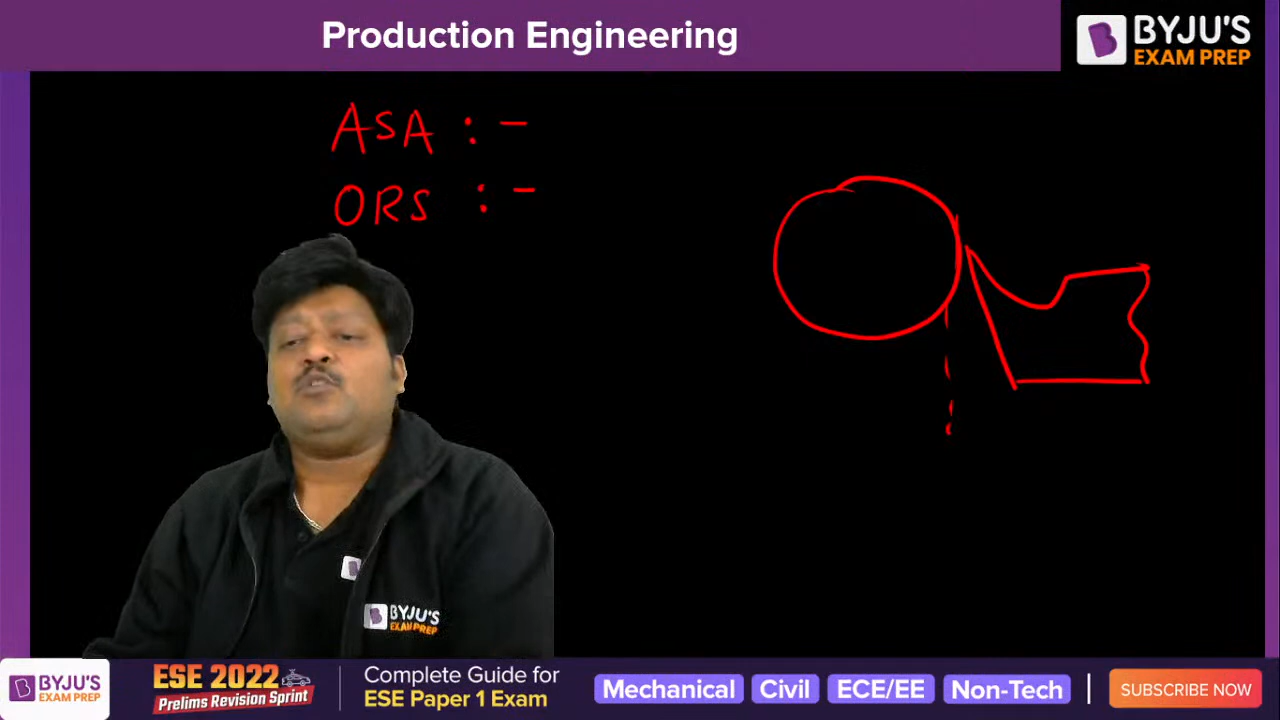 Production Engineering
BYJU'S
EXAM PREP
ASA : -
ORS : -
BYJU'S
EXAM PREP
BYJU'S
EXAM PREP
ESE 2022
Prelims Revision Sprint
Complete Guide for
ESE Paper 1 Exam
Mechanical Civil ECE/EE Non-Tech
SUBSCRIBE NOW